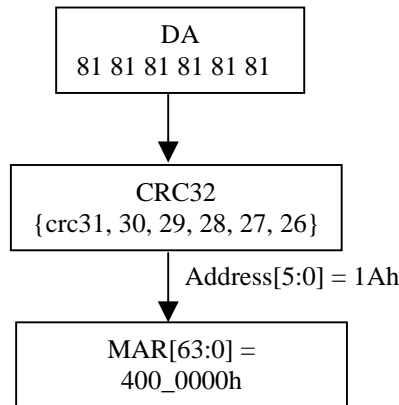 DA
81 81 81 81 81 81
CRC32
{crc31, 30, 29, 28, 27, 26}
Address[5:0] = 1Ah
MAR[63:0] =
400_0000h